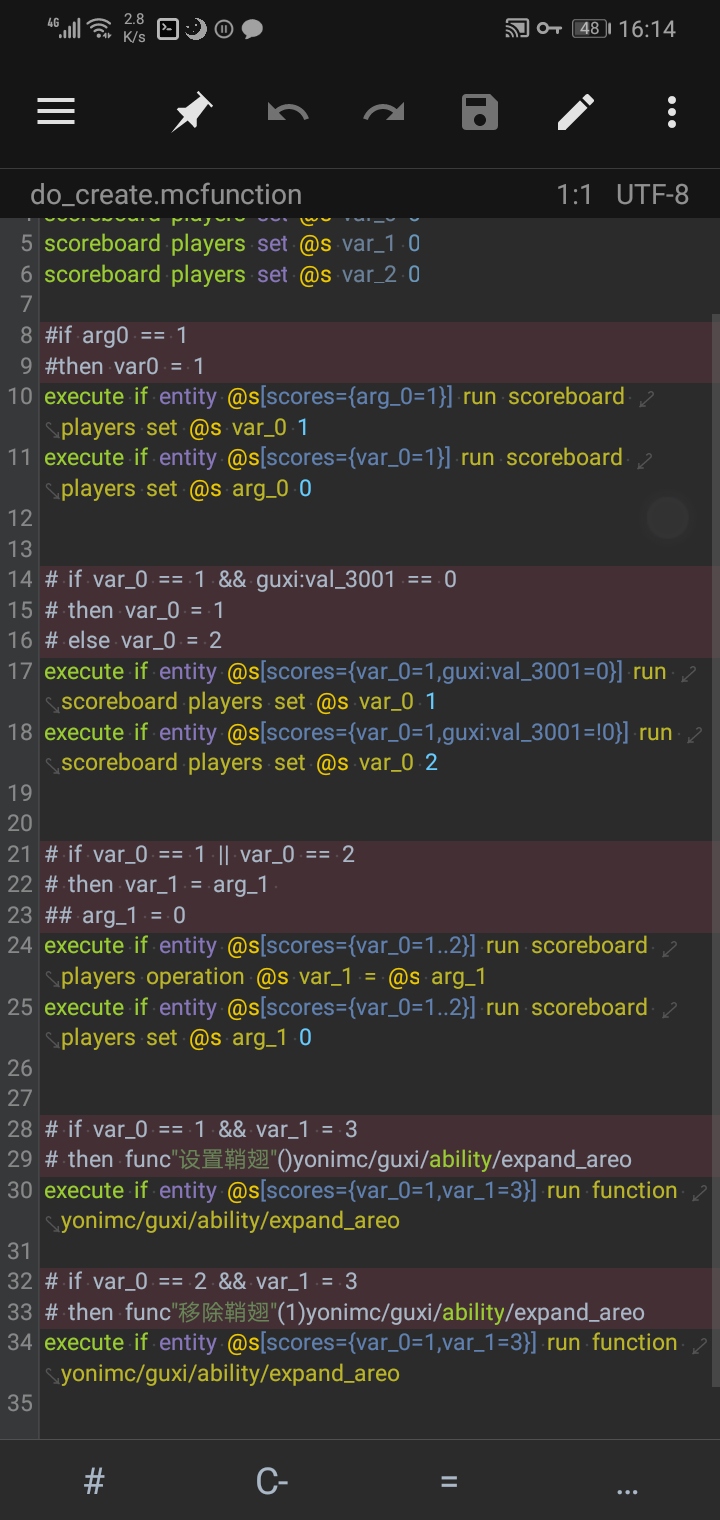 4G 2.8 K/s 48 16:14
do_create.mcfunction 1:1 UTF-8
scoreboard players set @s var_0 0
5 scoreboard players set @s var_1 0
6 scoreboard players set @s var_2 0
7
8 #if arg0 == 1
9 #then var0 = 1
10 execute if entity @s[scores={arg_0=1}] run scoreboard
players set @s var_0 1
11 execute if entity @s[scores={var_0=1}] run scoreboard
players set @s arg_0 0
12
13
14 # if var_0 == 1 && guxi:val_3001 == 0
15 # then var_0 = 1
16 # else var_0 = 2
17 execute if entity @s[scores={var_0=1,guxi:val_3001=0}] run
scoreboard players set @s var_0 1
18 execute if entity @s[scores={var_0=1,guxi:val_3001=!0}] run
scoreboard players set @s var_0 2
19
20
21 # if var_0 == 1 || var_0 == 2
22 # then var_1 = arg_1
23 ## arg_1 = 0
24 execute if entity @s[scores={var_0=1..2}] run scoreboard
players operation @s var_1 = @s arg_1
25 execute if entity @s[scores={var_0=1..2}] run scoreboard
players set @s arg_1 0
26
27
28 # if var_0 == 1 && var_1 = 3
29 # then func"设置鞘翅"()yonimc/guxi/ability/expand_areo
30 execute if entity @s[scores={var_0=1,var_1=3}] run function
yonimc/guxi/ability/expand_areo
31
32 # if var_0 == 2 && var_1 = 3
33 # then func"移除鞘翅"(1)yonimc/guxi/ability/expand_areo
34 execute if entity @s[scores={var_0=1,var_1=3}] run function
yonimc/guxi/ability/expand_areo
35
# C- = ...